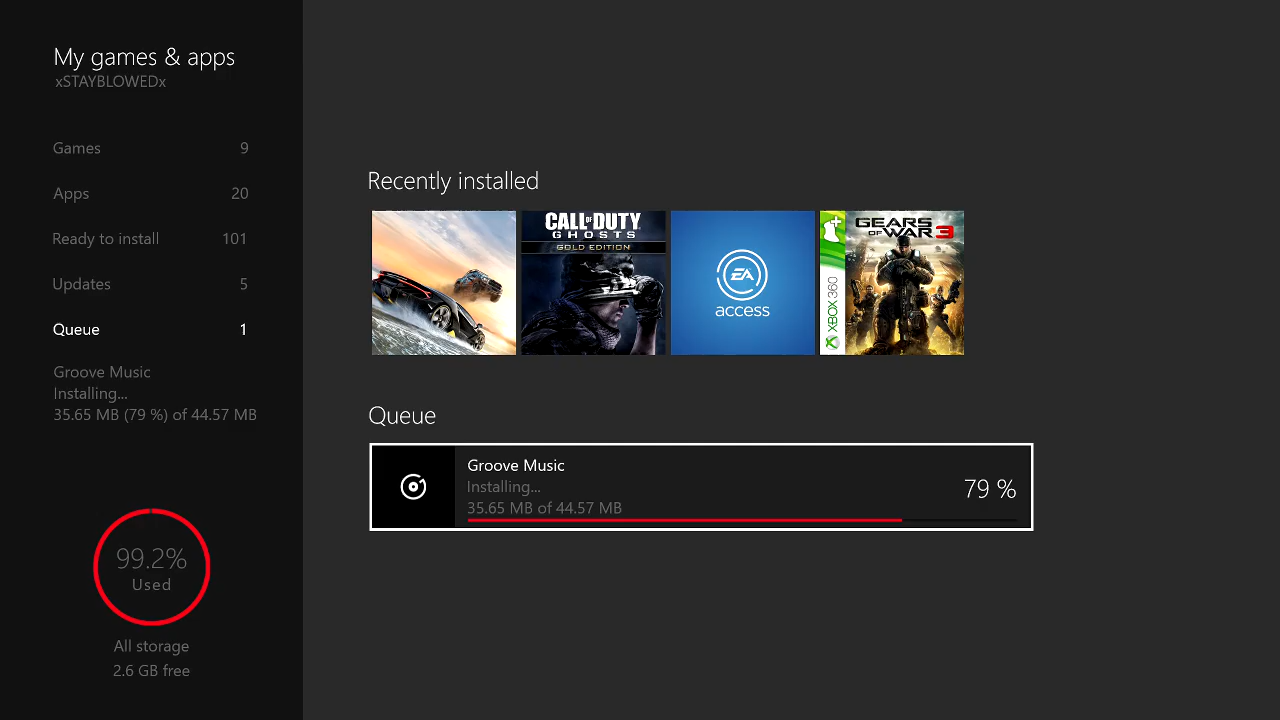 My games & apps
xSTAYBLOWEDx
Games 9
Apps 20
Ready to install 101
Updates 5
Queue 1
Groove Music
Installing...
35.65 MB (79 %) of 44.57 MB
99.2%
Used
All storage
2.6 GB free
Recently installed
CALL OF DUTY
GHOSTS
GOLD EDITION
EA
access
XBOX 360
GEARS
OF WAR 3
Queue
Groove Music
Installing...
35.65 MB of 44.57 MB
79 %